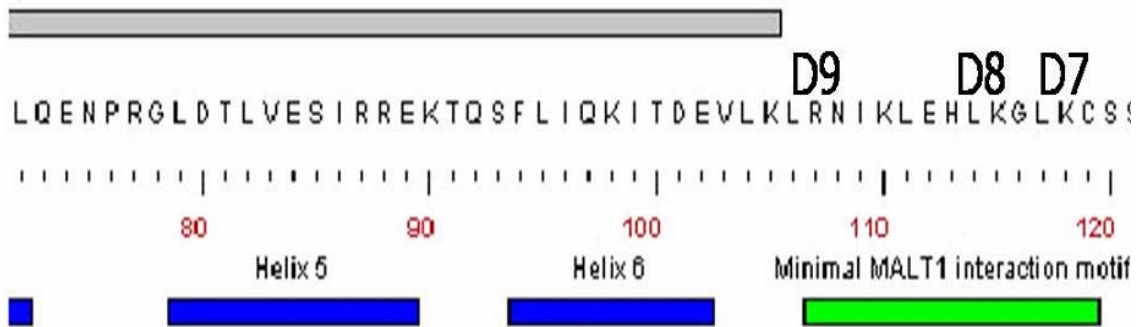 D9 D8 D7
LQENPRGLDTLVESIRREKTQSFLIQKITDEVLKLRNIKLEHLKGLKCSS
80 90 100 110 120
Helix 5 Helix 6 Minimal MALT1 interaction motif